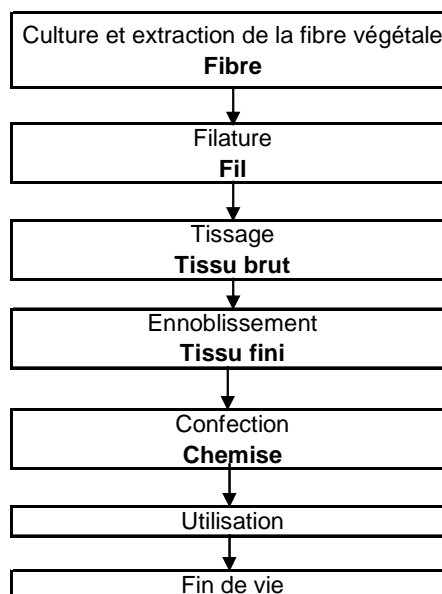 Culture et extraction de la fibre végétale
Fibre
Filature
Fil
Tissage
Tissu brut
Ennoblissement
Tissu fini
Confection
Chemise
Utilisation
Fin de vie